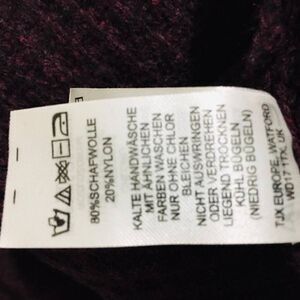 80%SCHAFWOLLE
20%NYLON
KALTE HANDWÄSCHE
MIT ÄHNLICHEN
FARBEN WASCHEN
NUR OHNE CHLOR
BLEICHEN
NICHT AUSWRINGEN
ODER VERDREHEN
LIEGEND TROCKNEN
KÜHL BÜGELN
(NIEDRIG BÜGELN)
TJX EUROPE, WATFORD
WD17 1TX, UK